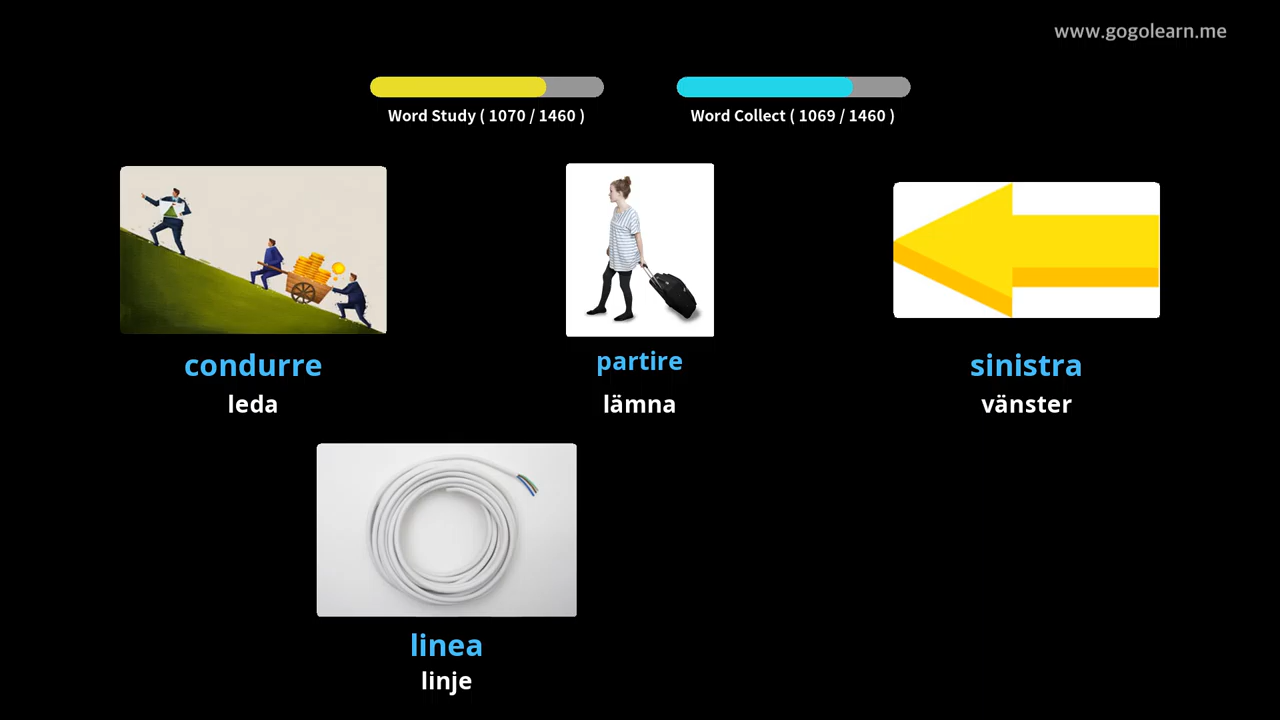 www.gogolearn.me
Word Study ( 1070 / 1460 )
Word Collect ( 1069 / 1460 )
condurre
leda
partire
lämna
sinistra
vänster
linea
linje